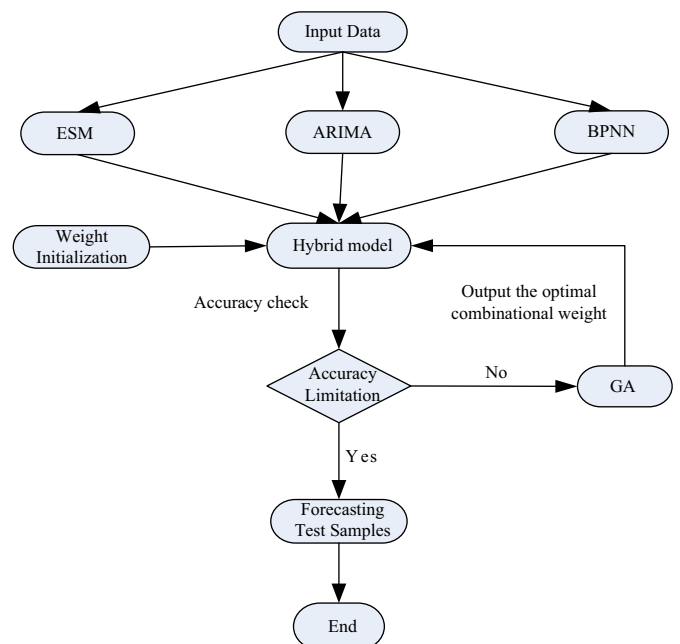 Input Data
ESM
ARIMA
BPNN
Weight
Initialization
Hybrid model
Accuracy check
Output the optimal
combinational weight
Accuracy
Limitation
No
GA
Yes
Forecasting
Test Samples
End